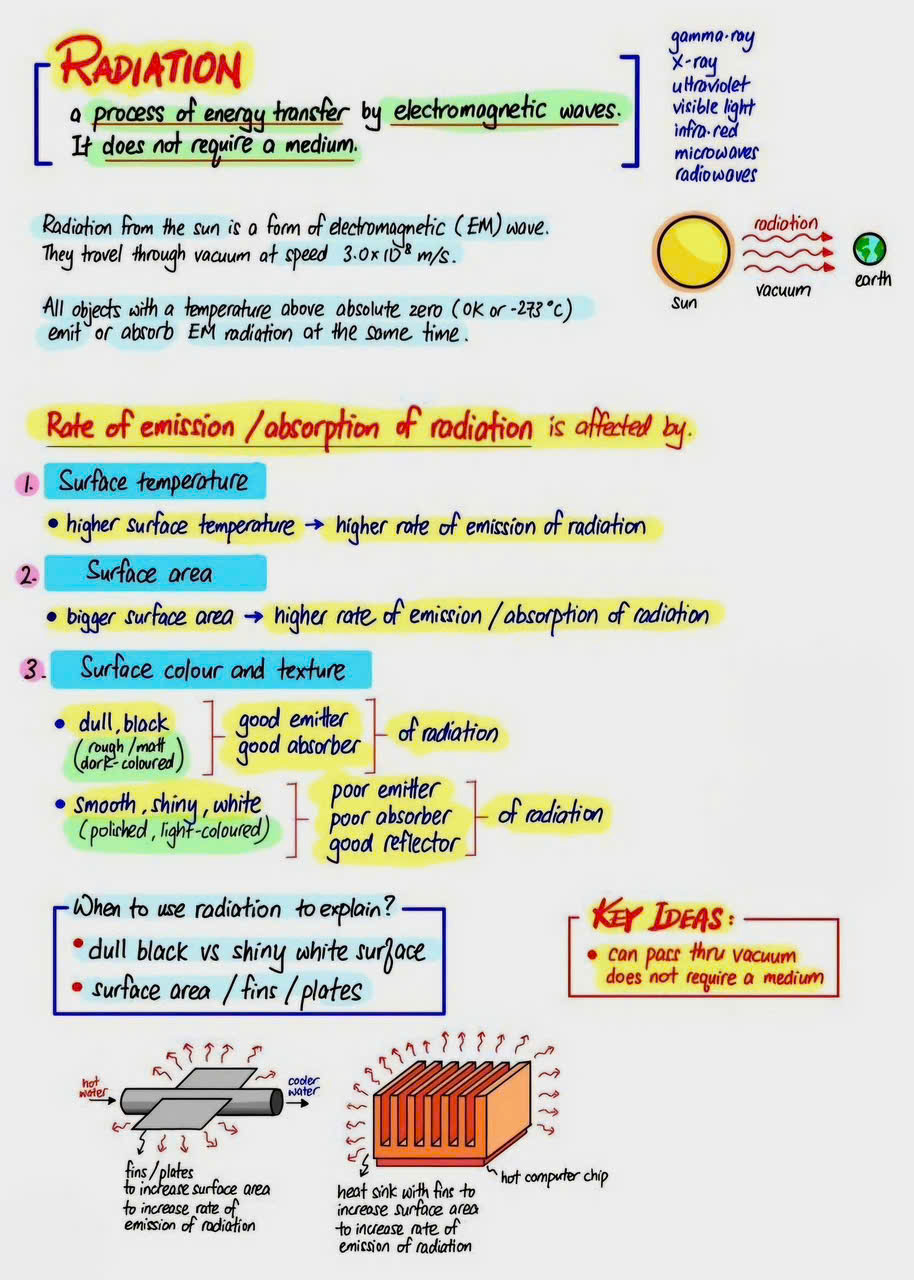 RADIATION
a process of energy transfer by electromagnetic waves.
It does not require a medium.
gamma-ray
x-ray
ultraviolet
visible light
infra-red
microwaves
radiowaves
Radiation from the sun is a form of electromagnetic (EM) wave.
They travel through vacuum at speed 3.0×10⁸ m/s.
radiation
vacuum
sun
earth
All objects with a temperature above absolute zero (0K or -273°C)
emit or absorb EM radiation at the same time.
Rate of emission/absorption of radiation is affected by.
1. Surface temperature
• higher surface temperature → higher rate of emission of radiation
2. Surface area
• bigger surface area → higher rate of emission/absorption of radiation
3. Surface colour and texture
• dull, black
(rough/matt
dark-coloured)
good emitter
good absorber
of radiation
• smooth, shiny, white
(polished, light-coloured)
poor emitter
poor absorber
good reflector
of radiation
When to use radiation to explain?
• dull black vs shiny white surface
• surface area / fins / plates
KEY IDEAS:
• can pass thru vacuum
does not require a medium
hot
water
cooler
water
fins/plates
to increase surface area
to increase rate of
emission of radiation
hot computer chip
heat sink with fins to
increase surface area
to increase rate of
emission of radiation